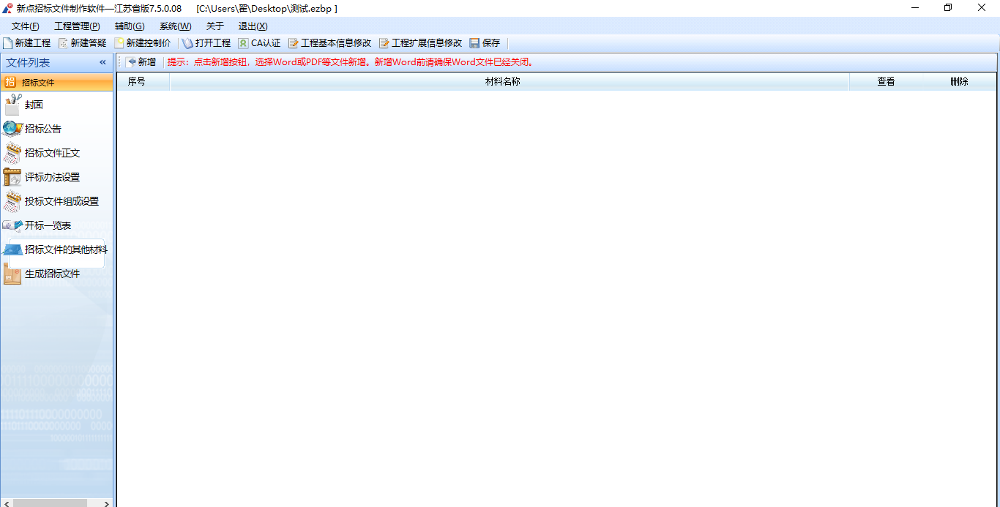 新点招标文件制作软件—江苏省版7.5.0.08 [C:\Users\翟\Desktop\测试.ezbp ]
文件(F) 工程管理(P) 辅助(G) 系统(W) 关于 退出(X)
新建工程 新建答疑 新建控制价 打开工程 CA认证 工程基本信息修改 工程扩展信息修改 保存
文件列表 «
新增 提示：点击新增按钮，选择Word或PDF等文件新增。新增Word前请确保Word文件已经关闭。
招 招标文件
序号 材料名称 查看 删除
封面
招标公告
招标文件正文
评标办法设置
投标文件组成设置
开标一览表
招标文件的其他材料
生成招标文件